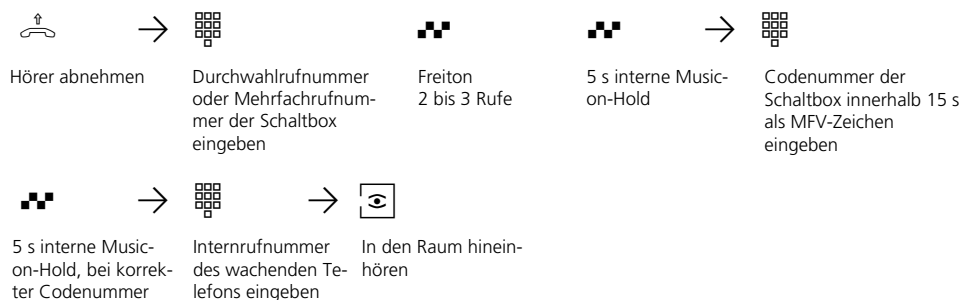 Hörer abnehmen
Durchwahlrufnummer
oder Mehrfachrufnum-
mer der Schaltbox
eingeben
Freiton
2 bis 3 Rufe
5 s interne Music-
on-Hold
Codenummer der
Schaltbox innerhalb 15 s
als MFV-Zeichen
eingeben
5 s interne Music-
on-Hold, bei korrek-
ter Codenummer
Internrufnummer
des wachenden Te-
lefons eingeben
In den Raum hinein-
hören